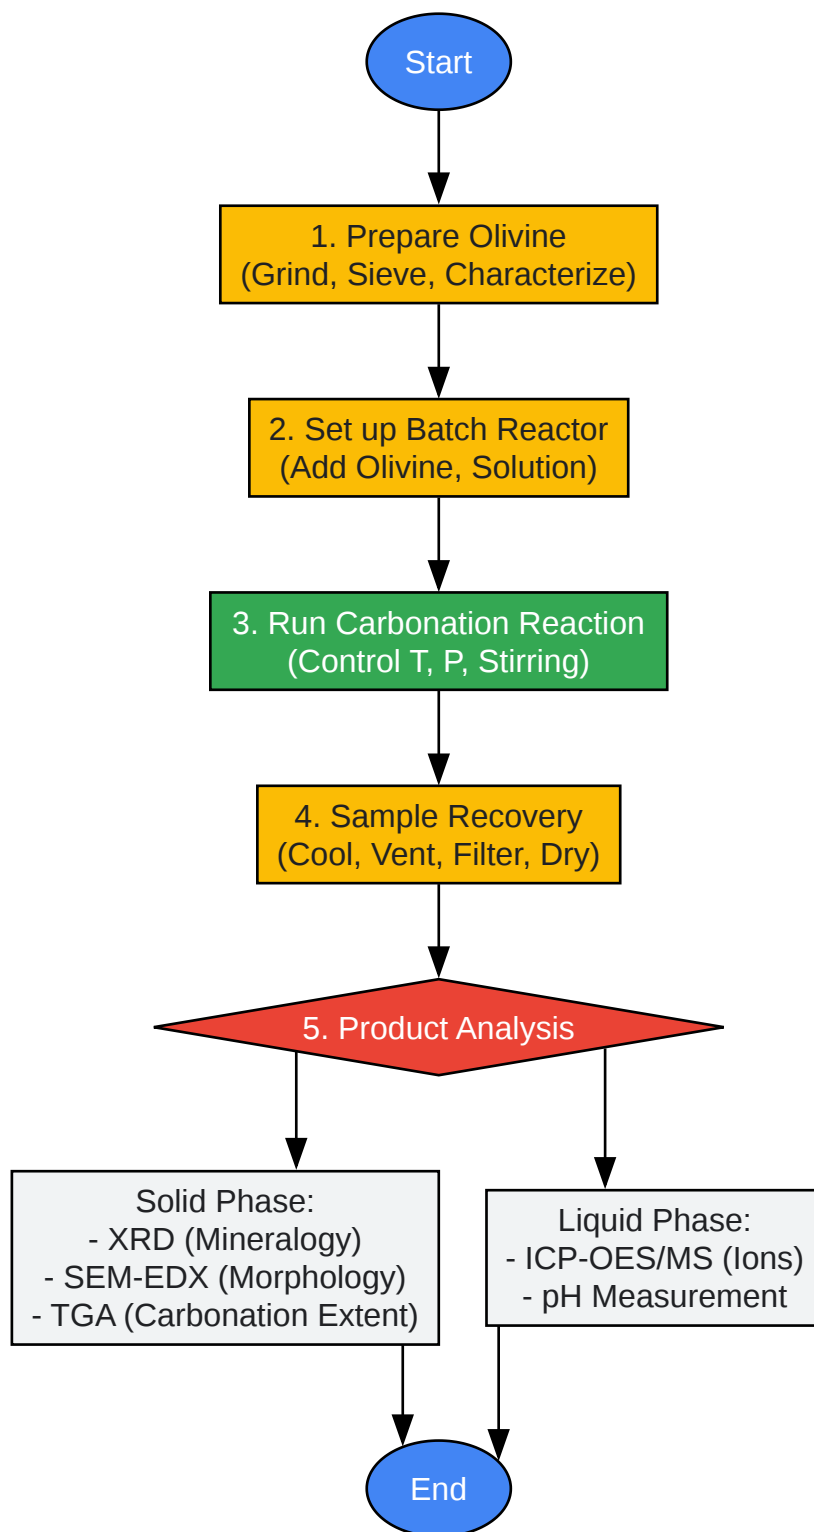 Start
1. Prepare Olivine
(Grind, Sieve, Characterize)
2. Set up Batch Reactor
(Add Olivine, Solution)
3. Run Carbonation Reaction
(Control T, P, Stirring)
4. Sample Recovery
(Cool, Vent, Filter, Dry)
5. Product Analysis
Solid Phase:
- XRD (Mineralogy)
- SEM-EDX (Morphology)
- TGA (Carbonation Extent)
Liquid Phase:
- ICP-OES/MS (Ions)
- pH Measurement
End